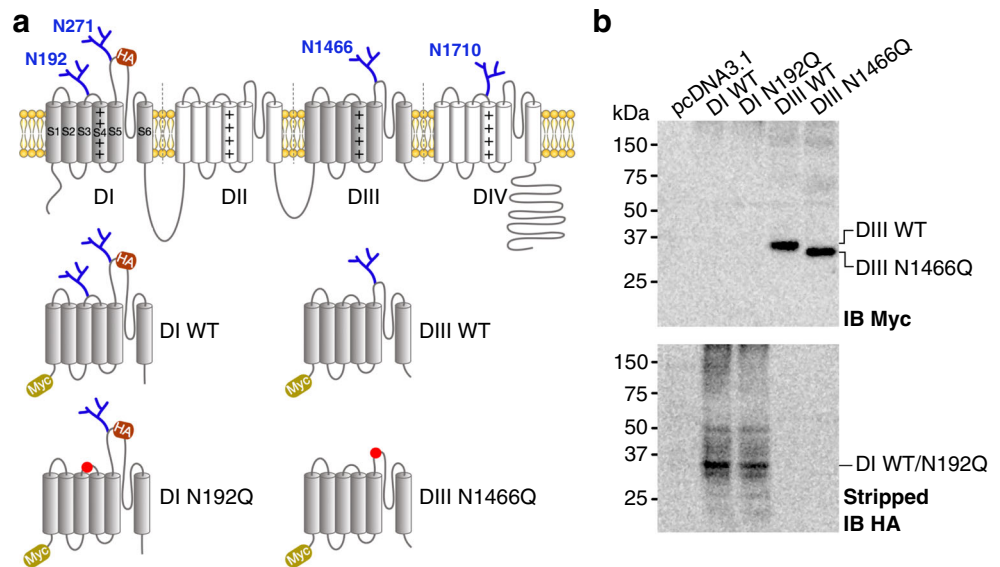 a
N271
N192
HA
N1466
N1710
S1 S2 S3 S4 S5 S6
+ + + +
+ + + +
+ + + +
+ + + +
DI
DII
DIII
DIV
HA
DI WT
Myc
DIII WT
Myc
HA
DI N192Q
Myc
DIII N1466Q
Myc
b
pcDNA3.1
DI WT
DI N192Q
DIII WT
DIII N1466Q
kDa
150
75
50
37
25
DIII WT
DIII N1466Q
IB Myc
150
75
50
37
25
DI WT/N192Q
Stripped
IB HA